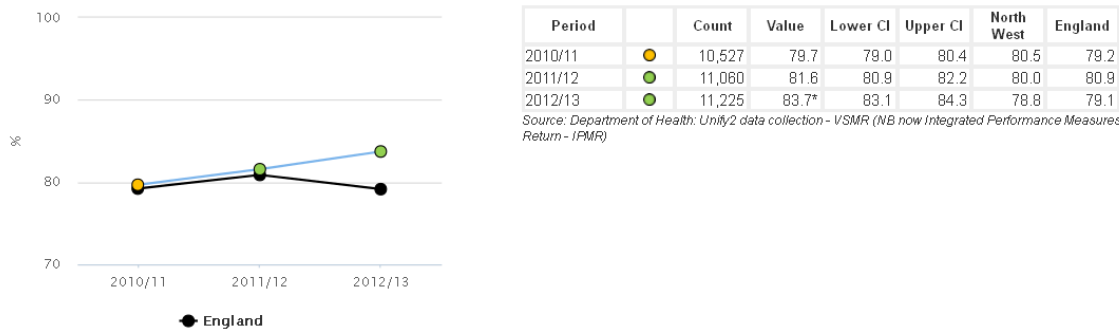 100
90
%
80
70
2010/11 2011/12 2012/13
England
Period Count Value Lower CI Upper CI North West England
2010/11 10,527 79.7 79.0 80.4 80.5 79.2
2011/12 11,060 81.6 80.9 82.2 80.0 80.9
2012/13 11,225 83.7* 83.1 84.3 78.8 79.1
Source: Department of Health: Unify2 data collection - VSMR (NB now Integrated Performance Measures
Return - IPMR)